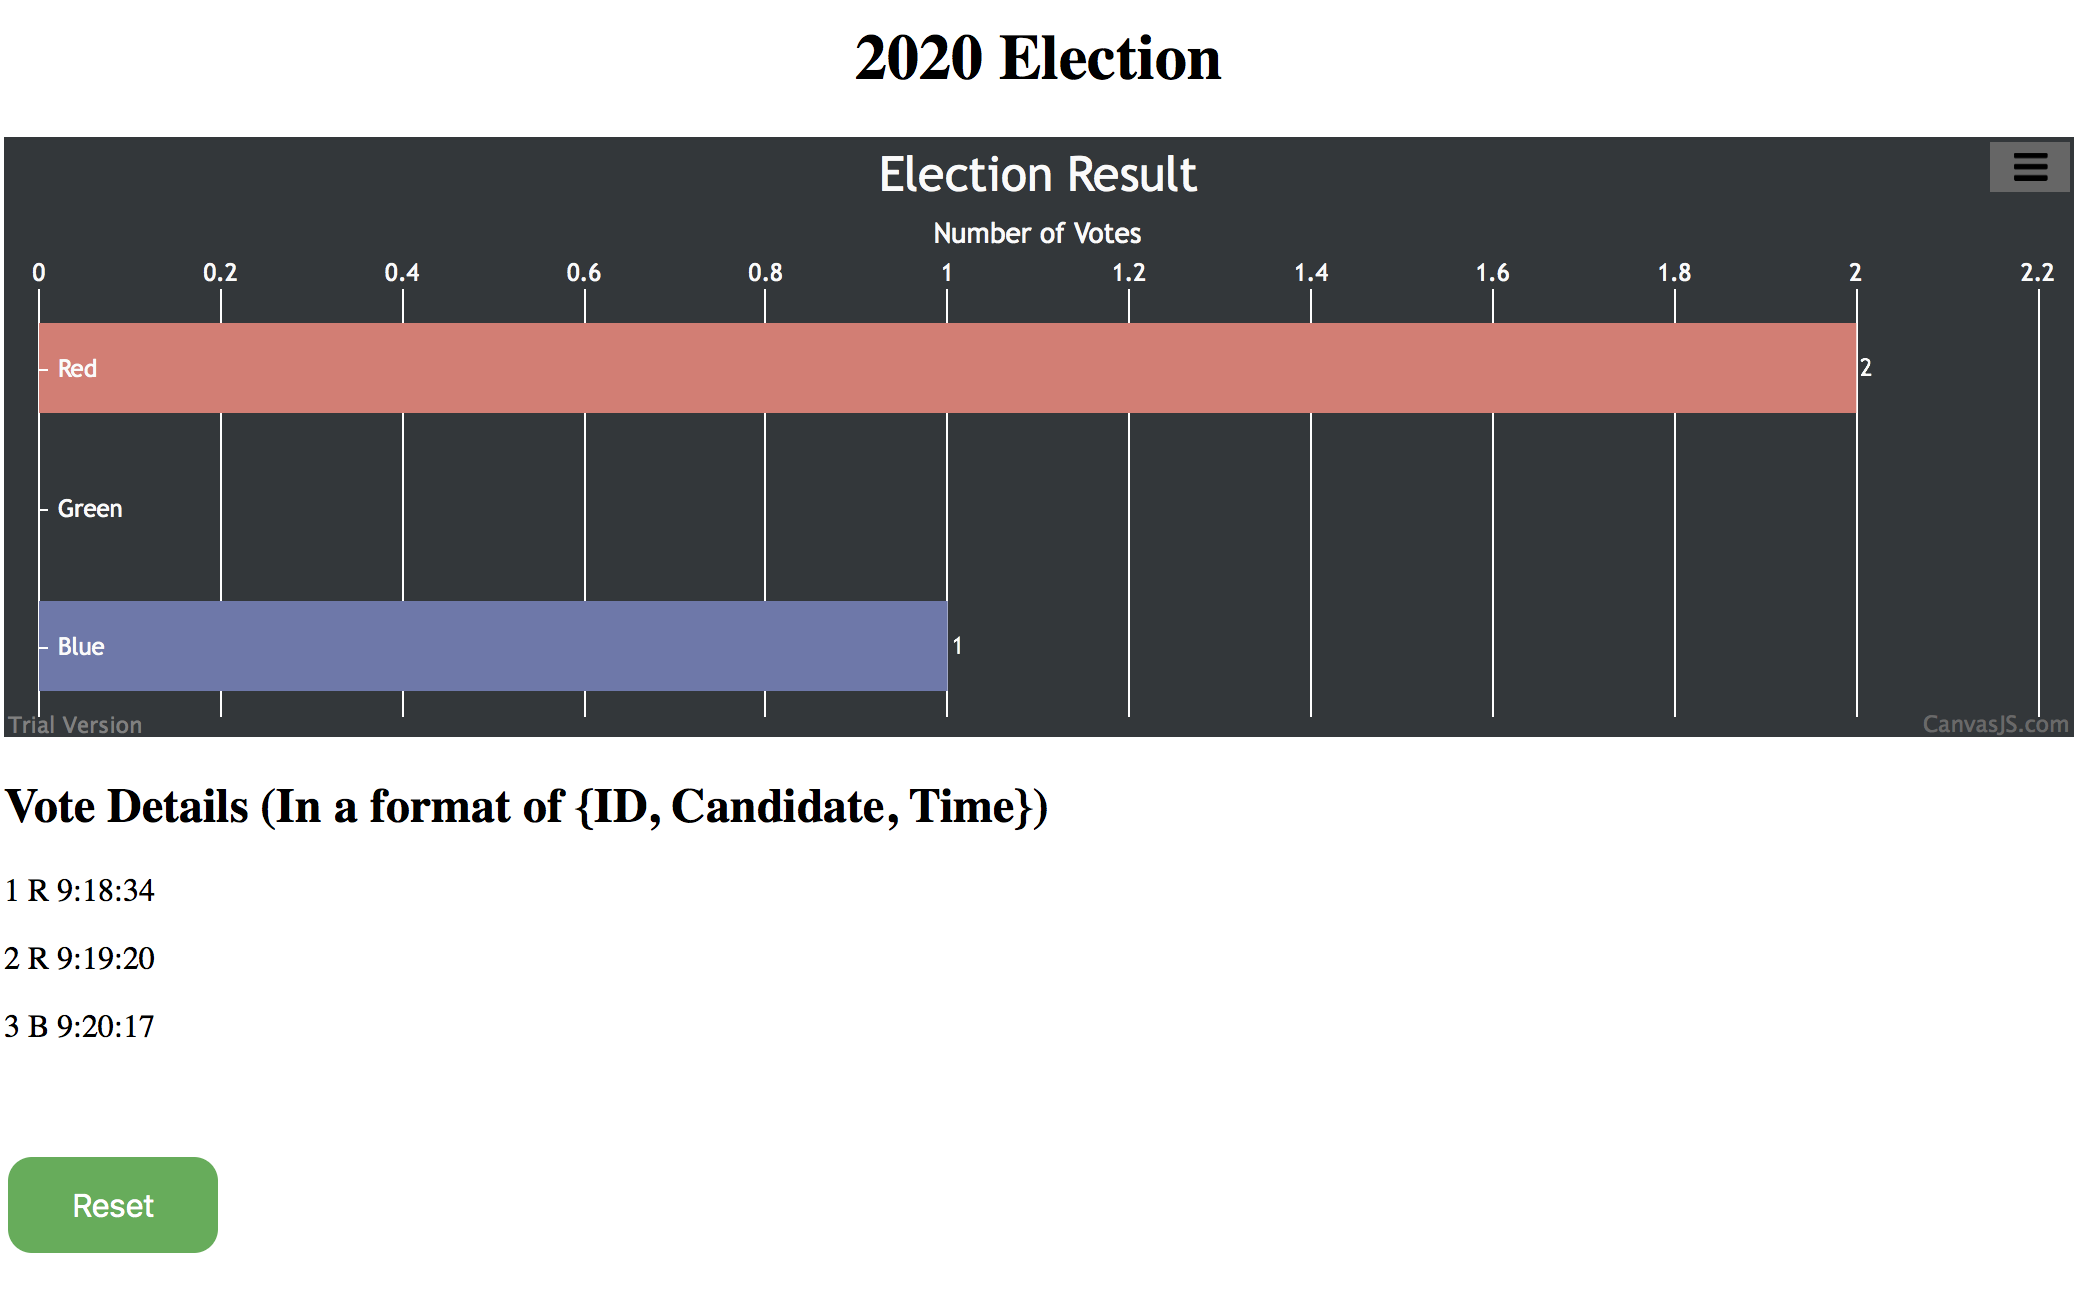 2020 Election
Election Result
Number of Votes
0 0.2 0.4 0.6 0.8 1 1.2 1.4 1.6 1.8 2 2.2
Red 2
Green
Blue 1
Trial Version CanvasJS.com
Vote Details (In a format of {ID, Candidate, Time})
1 R 9:18:34
2 R 9:19:20
3 B 9:20:17
Reset